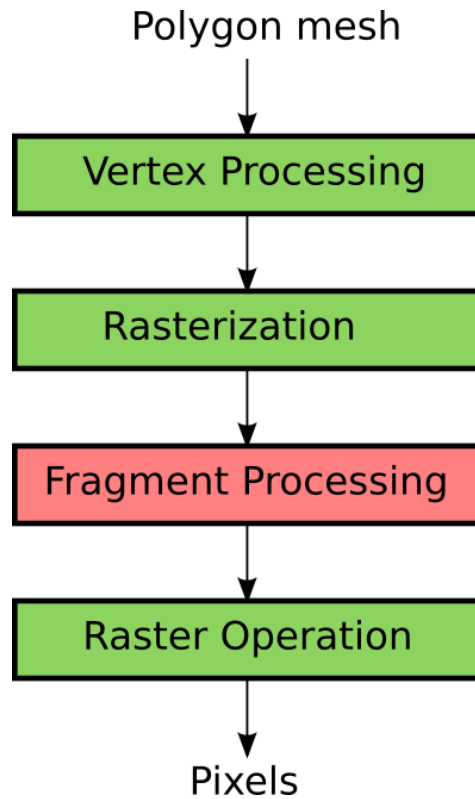 Polygon mesh
Vertex Processing
Rasterization
Fragment Processing
Raster Operation
Pixels